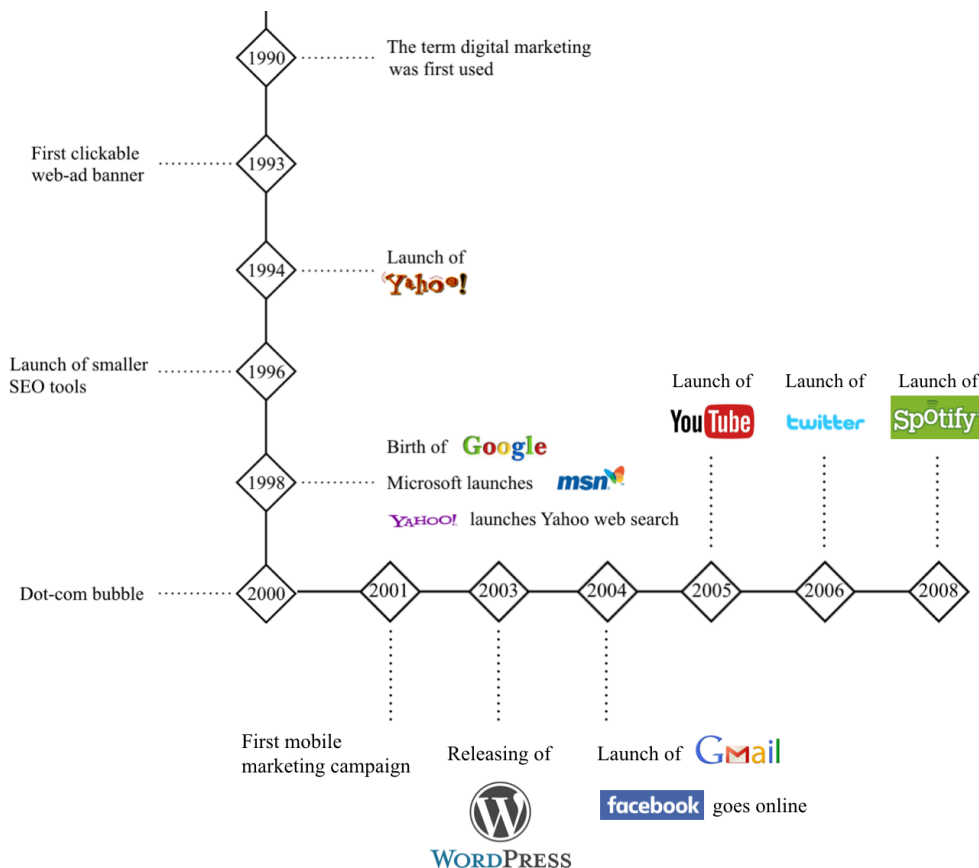 1990
The term digital marketing
was first used
First clickable
web-ad banner
1993
1994
Launch of
Yahoo!
Launch of smaller
SEO tools
1996
1998
Birth of Google
Microsoft launches msn
YAHOO! launches Yahoo web search
Dot-com bubble
2000
2001
2003
2004
2005
2006
2008
Launch of
YouTube
Launch of
twitter
Launch of
Spotify
First mobile
marketing campaign
Releasing of
W
WORDPRESS
Launch of GMail
facebook goes online